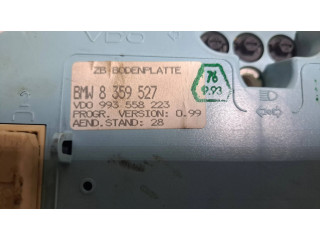 VDO
ZB BODENPLATTE
BMW 8 359 527
VDO 993 558 223
PROGR. VERSION: 0.99
AEND.STAND: 28
76
9.93